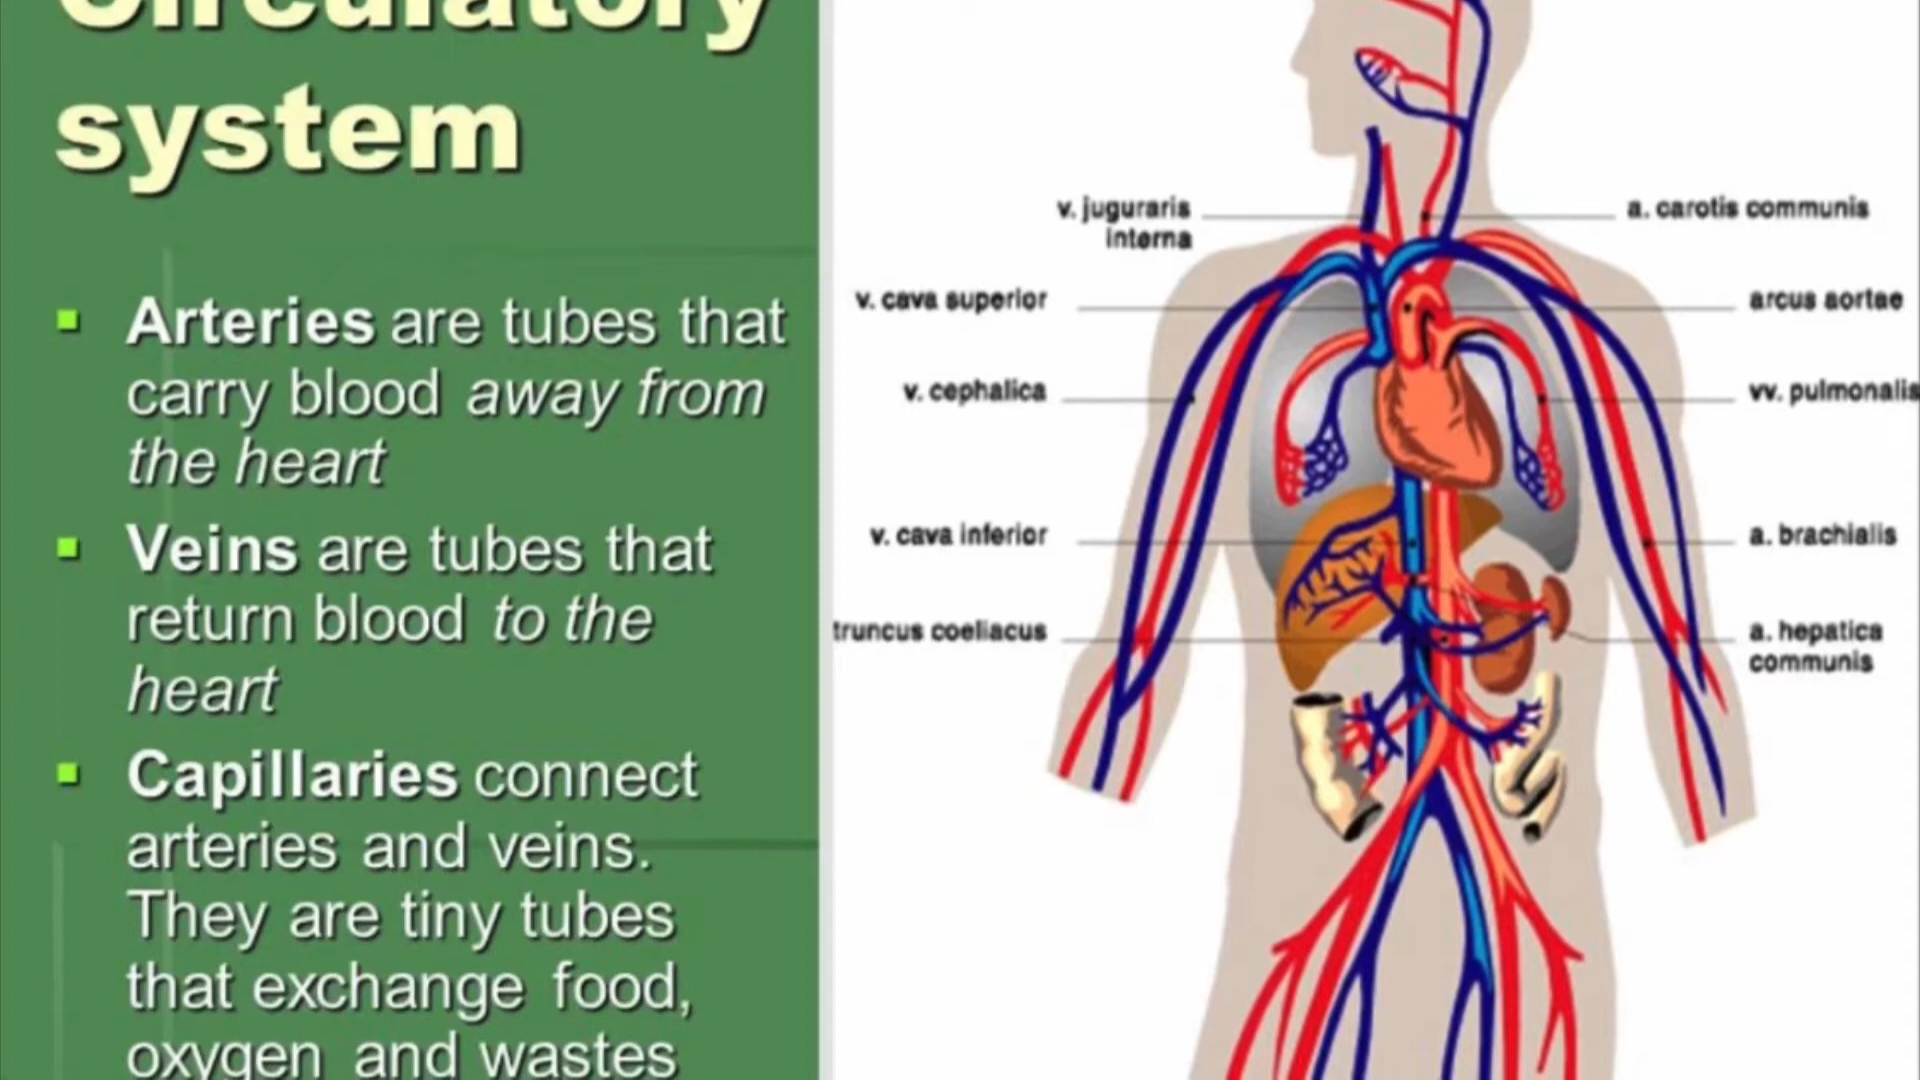 Circulatory
system
Arteries are tubes that
carry blood away from
the heart
Veins are tubes that
return blood to the
heart
Capillaries connect
arteries and veins.
They are tiny tubes
that exchange food,
oxygen and wastes
v. juguraris
interna
a. carotis communis
v. cava superior
arcus aortae
v. cephalica
vv. pulmonalis
v. cava inferior
a. brachialis
truncus coeliacus
a. hepatica
communis